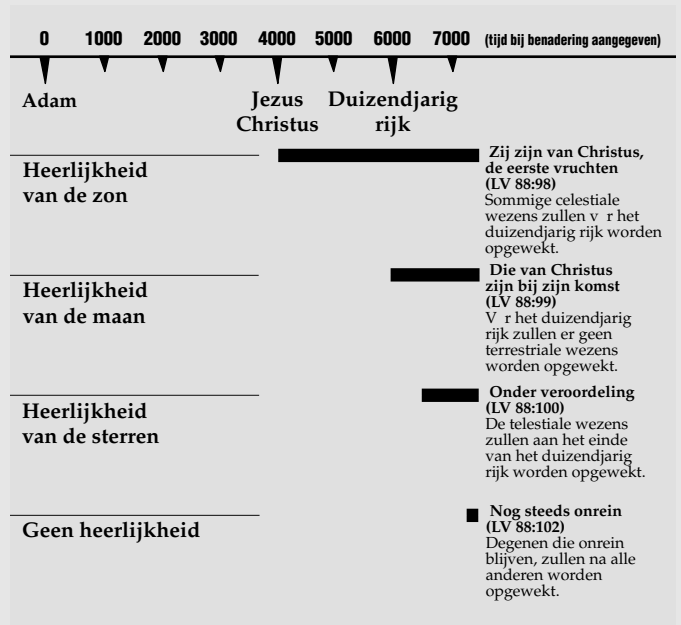 0 1000 2000 3000 4000 5000 6000 7000 (tijd bij benadering aangegeven)
Adam
Jezus
Christus
Duizendjarig
rijk
Heerlijkheid
van de zon
Zij zijn van Christus,
de eerste vruchten
(LV 88:98)
Sommige celestiale
wezens zullen v r het
duizendjarig rijk worden
opgewekt.
Heerlijkheid
van de maan
Die van Christus
zijn bij zijn komst
(LV 88:99)
V r het duizendjarig
rijk zullen er geen
terrestriale wezens
worden opgewekt.
Heerlijkheid
van de sterren
Onder veroordeling
(LV 88:100)
De telestiale wezens
zullen aan het einde
van het duizendjarig
rijk worden opgewekt.
Geen heerlijkheid
Nog steeds onrein
(LV 88:102)
Degenen die onrein
blijven, zullen na alle
anderen worden
opgewekt.